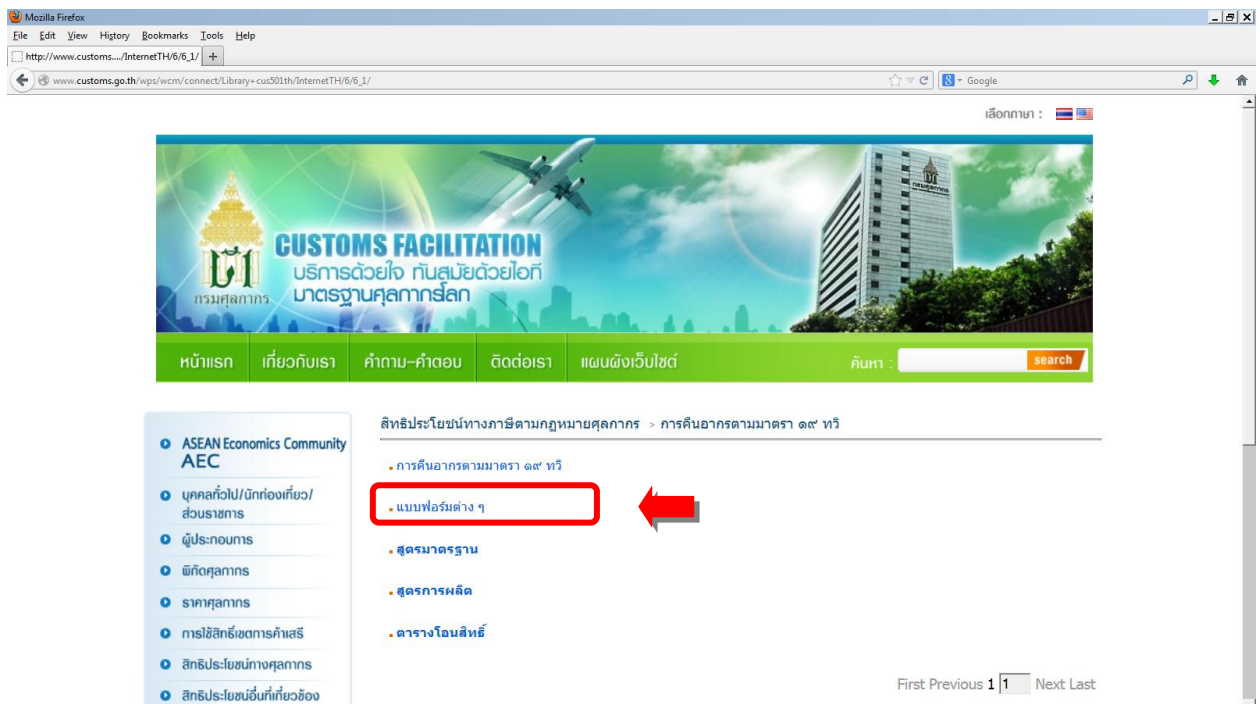 Mozilla Firefox
File Edit View History Bookmarks Tools Help
http://www.customs..../InternetTH/6/6_1/ +
www.customs.go.th/wps/wcm/connect/Library+cus501th/InternetTH/6/6_1/ Google
เลือกภาษา :
CUSTOMS FACILITATION
บริการด้วยใจ ทันสมัยด้วยไอที
มาตรฐานศุลกากรโลก
กรมศุลกากร
กรมศุลกากร
หน้าแรก เกี่ยวกับเรา คำถาม-คำตอบ ติดต่อเรา แผนผังเว็บไซต์ ค้นหา : search
สิทธิประโยชน์ทางภาษีตามกฎหมายศุลกากร > การคืนอากรตามมาตรา ๑๙ ทวิ
ASEAN Economics Community
AEC
บุคคลทั่วไป/นักท่องเที่ยว/
ส่วนราชการ
ผู้ประกอบการ
พิกัดศุลกากร
ราคาศุลกากร
การใช้สิทธิ์เขตการค้าเสรี
สิทธิประโยชน์ทางศุลกากร
สิทธิประโยชน์อื่นที่เกี่ยวข้อง
การคืนอากรตามมาตรา ๑๙ ทวิ
แบบฟอร์มต่าง ๆ
สูตรมาตรฐาน
สูตรการผลิต
ตารางโอนสิทธิ์
First Previous 1 1 Next Last